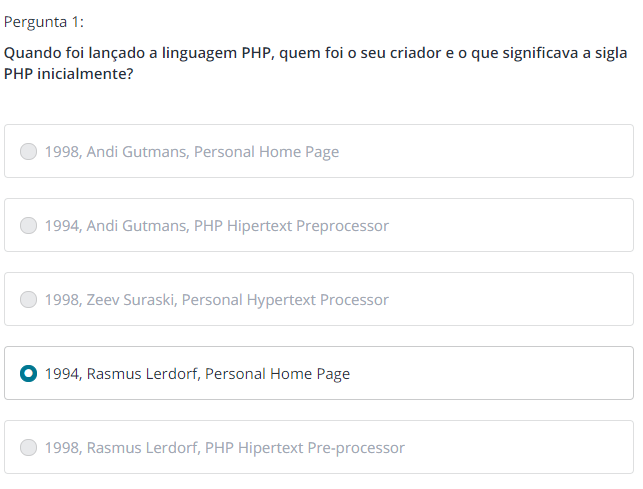 Pergunta 1:
Quando foi lançado a linguagem PHP, quem foi o seu criador e o que significava a sigla
PHP inicialmente?
1998, Andi Gutmans, Personal Home Page
1994, Andi Gutmans, PHP Hipertext Preprocessor
1998, Zeev Suraski, Personal Hypertext Processor
1994, Rasmus Lerdorf, Personal Home Page
1998, Rasmus Lerdorf, PHP Hipertext Pre-processor